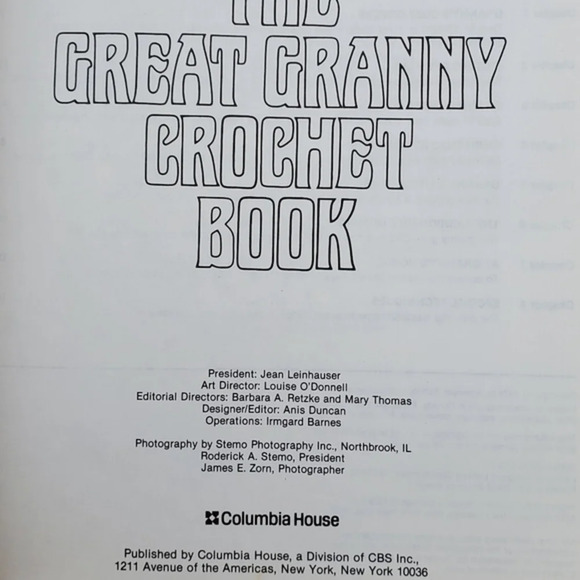 THE
GREAT GRANNY
CROCHET
BOOK
President: Jean Leinhauser
Art Director: Louise O'Donnell
Editorial Directors: Barbara A. Retzke and Mary Thomas
Designer/Editor: Anis Duncan
Operations: Irmgard Barnes
Photography by Stemo Photography Inc., Northbrook, IL
Roderick A. Stemo, President
James E. Zorn, Photographer
Columbia House
Published by Columbia House, a Division of CBS Inc.,
1211 Avenue of the Americas, New York, New York 10036